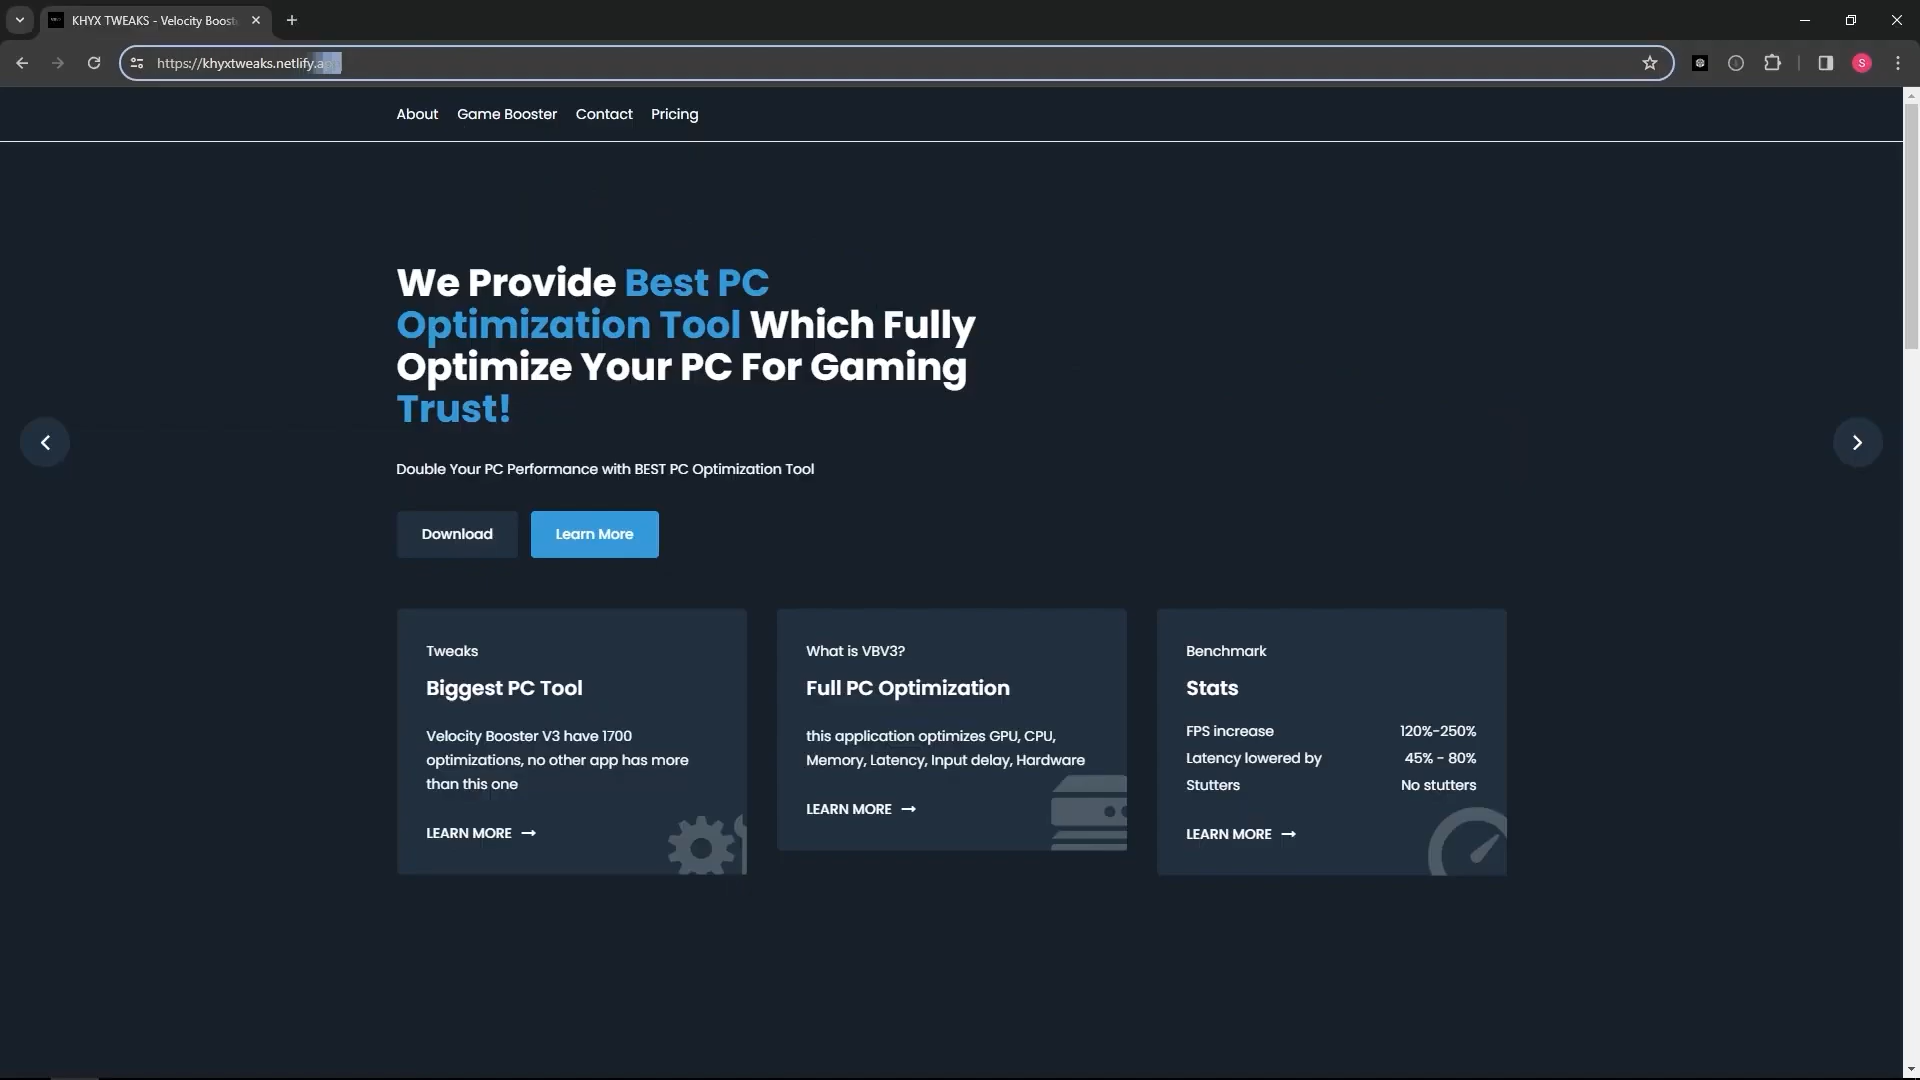 KHYX TWEAKS - Velocity Boost
https://khyxtweaks.netlify.app
S
About Game Booster Contact Pricing
We Provide Best PC
Optimization Tool Which Fully
Optimize Your PC For Gaming
Trust!
Double Your PC Performance with BEST PC Optimization Tool
Download Learn More
Tweaks
Biggest PC Tool
Velocity Booster V3 have 1700
optimizations, no other app has more
than this one
LEARN MORE
What is VBV3?
Full PC Optimization
this application optimizes GPU, CPU,
Memory, Latency, Input delay, Hardware
LEARN MORE
Benchmark
Stats
FPS increase 120%-250%
Latency lowered by 45% - 80%
Stutters No stutters
LEARN MORE